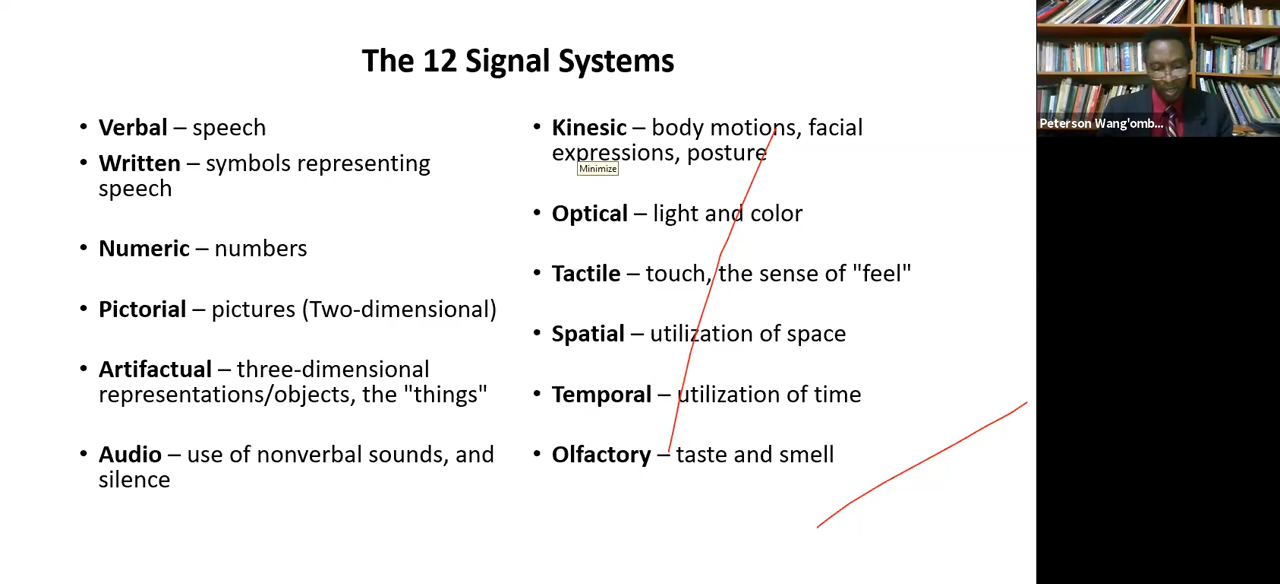 The 12 Signal Systems
• Verbal – speech
• Written – symbols representing
speech
• Numeric – numbers
• Pictorial – pictures (Two-dimensional)
• Artifactual – three-dimensional
representations/objects, the "things"
• Audio – use of nonverbal sounds, and
silence
• Kinesic – body motions, facial
expressions, posture
Minimize
• Optical – light and color
• Tactile – touch, the sense of "feel"
• Spatial – utilization of space
• Temporal – utilization of time
• Olfactory – taste and smell
Peterson Wang'omb...